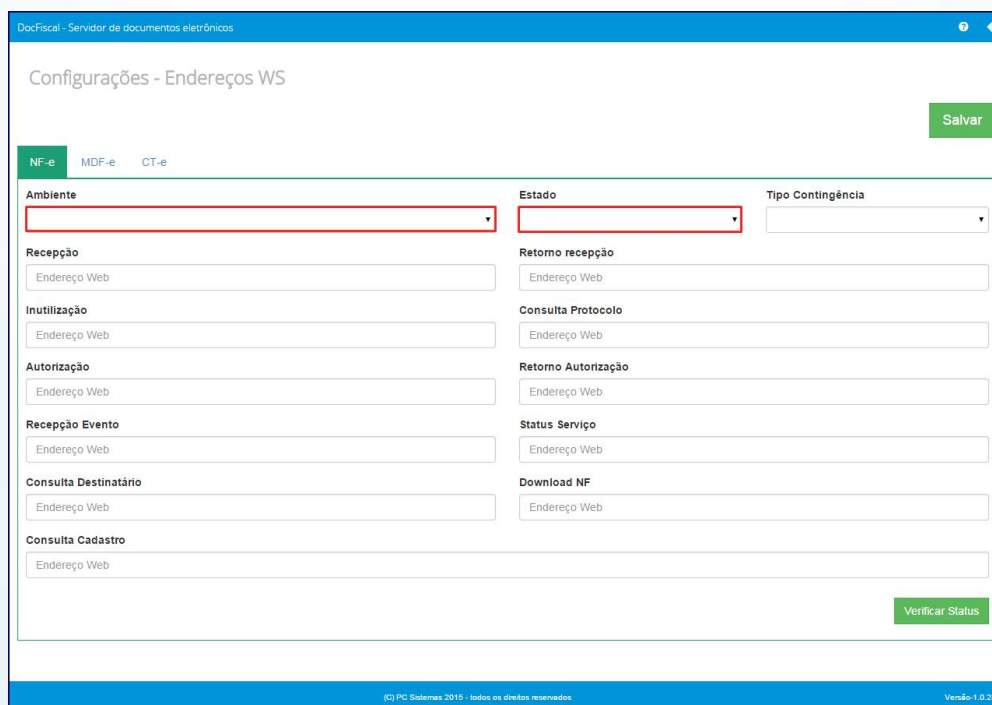 DocFiscal - Servidor de documentos eletrônicos
Configurações - Endereços WS
Salvar
NF-e MDF-e CT-e
Ambiente Estado Tipo Contingência
Recepção Retorno recepção
Endereço Web Endereço Web
Inutilização Consulta Protocolo
Endereço Web Endereço Web
Autorização Retorno Autorização
Endereço Web Endereço Web
Recepção Evento Status Serviço
Endereço Web Endereço Web
Consulta Destinatário Download NF
Endereço Web Endereço Web
Consulta Cadastro
Endereço Web
Verificar Status
(C) PC Sistemas 2015 - todos os direitos reservados Versão-1.0.2